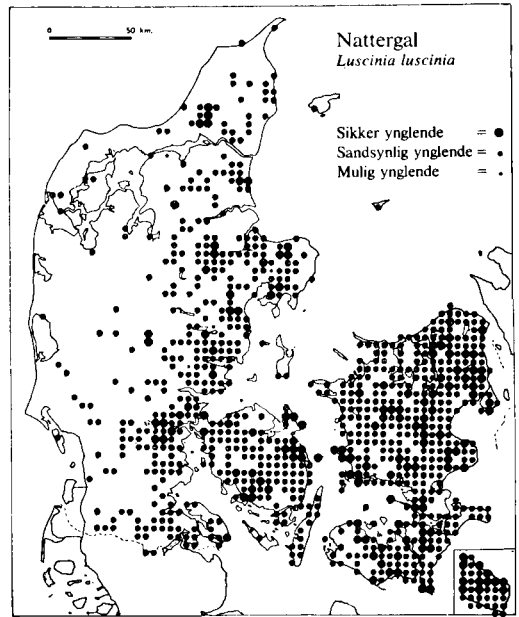 0 50 km.
Nattergal
Luscinia luscinia
Sikker ynglende = ●
Sandsynlig ynglende = •
Mulig ynglende = ·